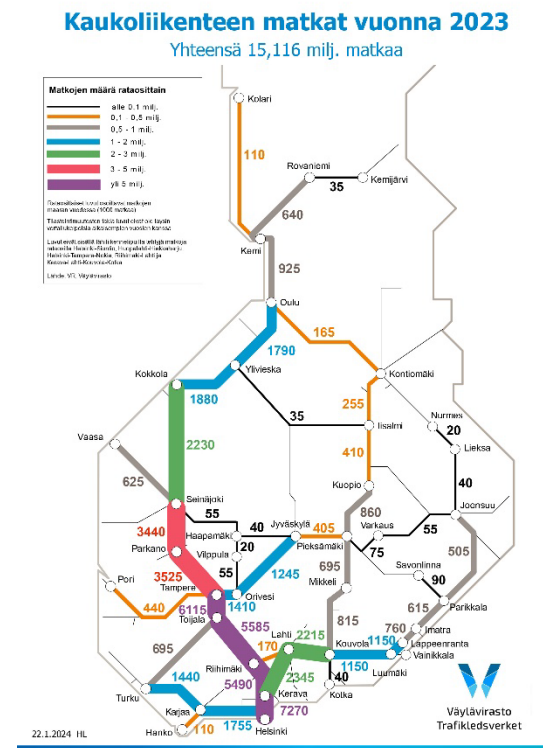 Kaukoliikenteen matkat vuonna 2023
Yhteensä 15,116 milj. matkaa
Matkojen määrä rataosittain
alle 0.1 milj.
0,1 - 0,5 milj.
0,5 - 1 milj.
1 - 2 milj.
2 - 3 milj.
3 - 5 milj.
yli 5 milj.
Kolari
110
Rovaniemi
35
Kemijärvi
640
Kemi
925
Oulu
165
1790
Kokkola
Ylivieska
Kontiomäki
1880
255
35
Iisalmi
Nurmes
20
Vaasa
2230
410
Lieksa
625
Kuopio
40
Seinäjoki
55
860
Joensuu
3440
Haapamäki
40
Jyväskylä
405
Varkaus
55
Parkano
Vilppula
20
Pieksämäki
75
505
3525
55
1245
695
Savonlinna
Pori
Tampere
Mikkeli
90
440
1410
Orivesi
Parikkala
6115
Toijala
5585
2215
815
615
695
170
Lahti
Kouvola
760
Imatra
1150
Lappeenranta
Riihimäki
1150
Vainikkala
1440
5490
2345
40
Luumäki
Turku
Kerava
Kotka
Karjaa
1755
7270
Hanko
110
Helsinki
Väylävirasto
Trafikledsverket
22.1.2024 HL